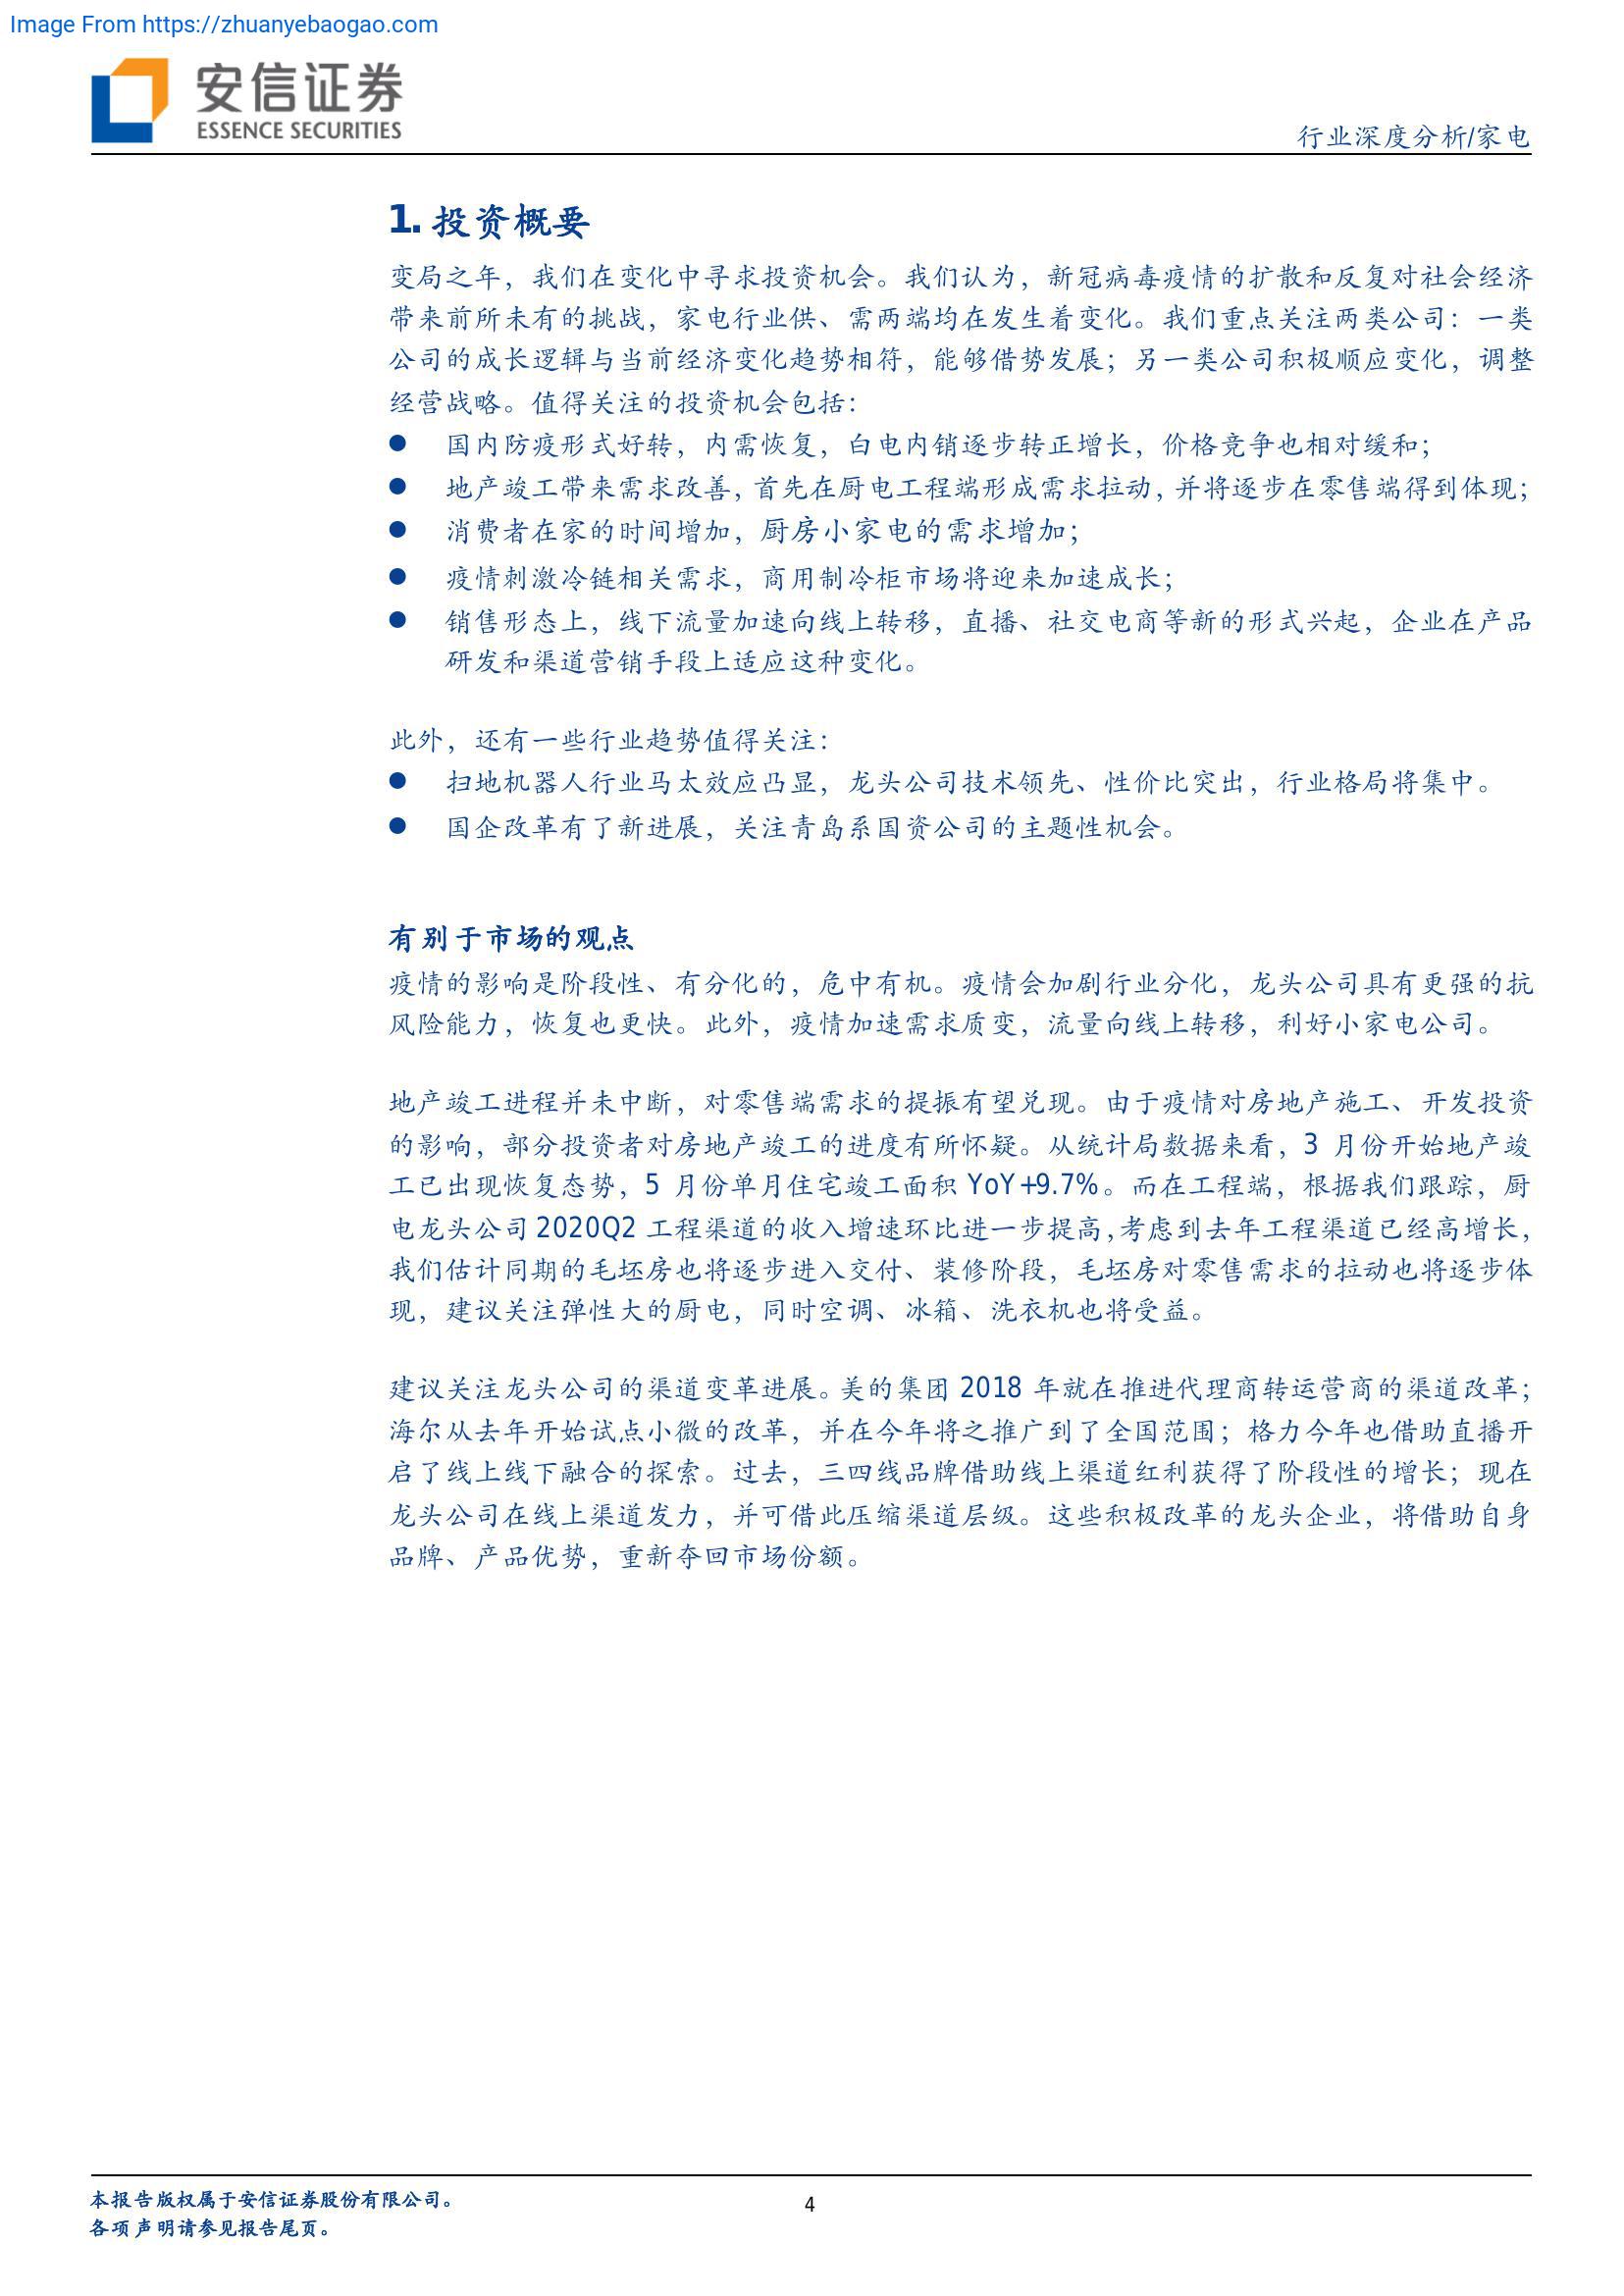 Image From https://zhuanyebaogao.com
安信证券
ESSENCE SECURITIES
行业深度分析/家电
1. 投资概要
变局之年，我们在变化中寻求投资机会。我们认为，新冠病毒疫情的扩散和反复对社会经济
带来前所未有的挑战，家电行业供、需两端均在发生着变化。我们重点关注两类公司：一类
公司的成长逻辑与当前经济变化趋势相符，能够借势发展；另一类公司积极顺应变化，调整
经营战略。值得关注的投资机会包括：
● 国内防疫形式好转，内需恢复，白电内销逐步转正增长，价格竞争也相对缓和；
● 地产竣工带来需求改善，首先在厨电工程端形成需求拉动，并将逐步在零售端得到体现；
● 消费者在家的时间增加，厨房小家电的需求增加；
● 疫情刺激冷链相关需求，商用制冷柜市场将迎来加速成长；
● 销售形态上，线下流量加速向线上转移，直播、社交电商等新的形式兴起，企业在产品
研发和渠道营销手段上适应这种变化。
此外，还有一些行业趋势值得关注：
● 扫地机器人行业马太效应凸显，龙头公司技术领先、性价比突出，行业格局将集中。
● 国企改革有了新进展，关注青岛系国资公司的主题性机会。
有别于市场的观点
疫情的影响是阶段性、有分化的，危中有机。疫情会加剧行业分化，龙头公司具有更强的抗
风险能力，恢复也更快。此外，疫情加速需求质变，流量向线上转移，利好小家电公司。
地产竣工进程并未中断，对零售端需求的提振有望兑现。由于疫情对房地产施工、开发投资
的影响，部分投资者对房地产竣工的进度有所怀疑。从统计局数据来看，3 月份开始地产竣
工已出现恢复态势，5 月份单月住宅竣工面积 YoY+9.7%。而在工程端，根据我们跟踪，厨
电龙头公司 2020Q2 工程渠道的收入增速环比进一步提高，考虑到去年工程渠道已经高增长，
我们估计同期的毛坯房也将逐步进入交付、装修阶段，毛坯房对零售需求的拉动也将逐步体
现，建议关注弹性大的厨电，同时空调、冰箱、洗衣机也将受益。
建议关注龙头公司的渠道变革进展。美的集团 2018 年就在推进代理商转运营商的渠道改革；
海尔从去年开始试点小微的改革，并在今年将之推广到了全国范围；格力今年也借助直播开
启了线上线下融合的探索。过去，三四线品牌借助线上渠道红利获得了阶段性的增长；现在
龙头公司在线上渠道发力，并可借此压缩渠道层级。这些积极改革的龙头企业，将借助自身
品牌、产品优势，重新夺回市场份额。
本报告版权属于安信证券股份有限公司。
各项声明请参见报告尾页。
4